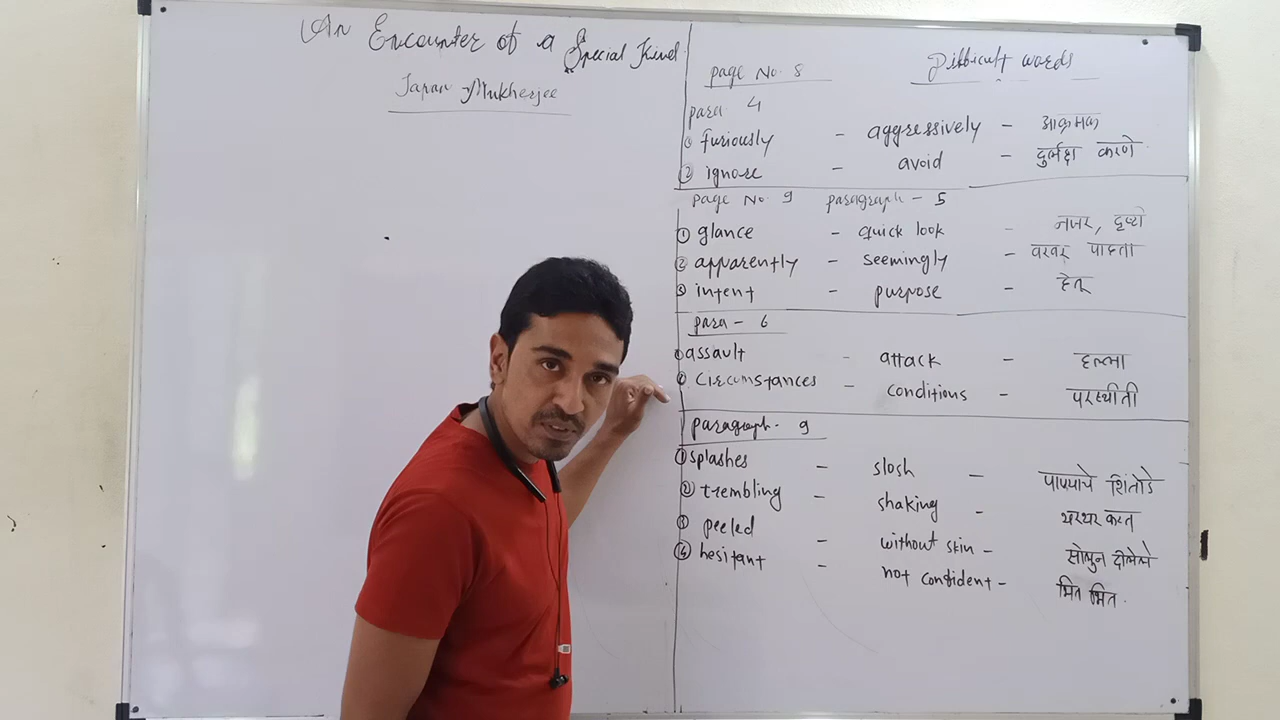 An Encounter of a Special Kind
Tapan Mukherjee
Page No. 8 Difficult words
para 4
① furiously - aggressively - आक्रमक
② ignore - avoid - दुर्लक्ष करणे
page No 9 paragraph - 5
① glance - quick look - नजर, दृष्टी
② apparently - seemingly - वरवर पाहता
③ intent - purpose - हेतू
para - 6
① assault - attack - हल्ला
② circumstances - conditions - परस्थीती
paragraph - 9
① splashes - slosh - पाण्याचे शिंतोडे
② trembling - shaking - थरथर करत
③ peeled - without skin - सोलुन दीलेले
④ hesitant - not confident - भित भित.